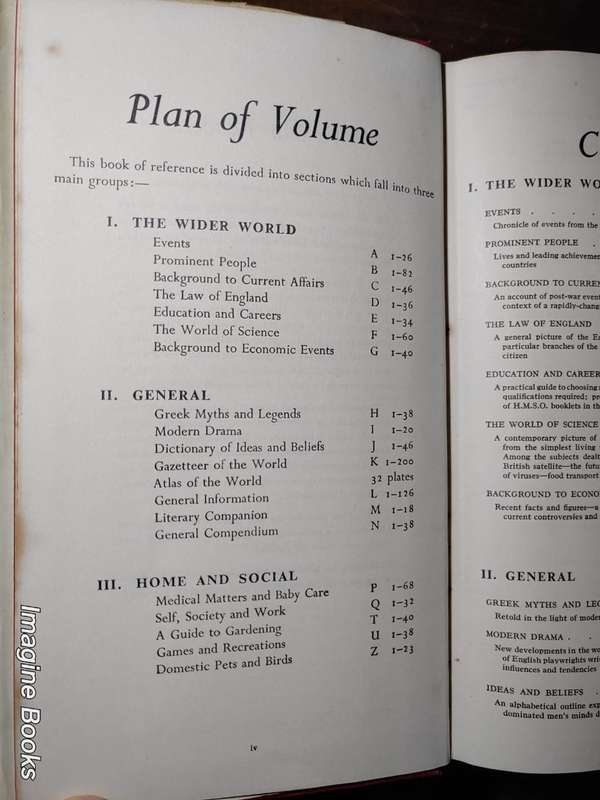 Plan of Volume
This book of reference is divided into sections which fall into three
main groups:—
I. THE WIDER WORLD
Events A 1–26
Prominent People B 1–82
Background to Current Affairs C 1–46
The Law of England D 1–36
Education and Careers E 1–34
The World of Science F 1–60
Background to Economic Events G 1–40
II. GENERAL
Greek Myths and Legends H 1–38
Modern Drama I 1–20
Dictionary of Ideas and Beliefs J 1–46
Gazetteer of the World K 1–200
Atlas of the World 32 plates
General Information L 1–126
Literary Companion M 1–18
General Compendium N 1–38
III. HOME AND SOCIAL
Medical Matters and Baby Care P 1–68
Self, Society and Work Q 1–32
A Guide to Gardening T 1–40
Games and Recreations U 1–38
Domestic Pets and Birds Z 1–23
iv
C
I. THE WIDER WO
EVENTS . . . .
Chronicle of events from the
PROMINENT PEOPLE .
Lives and leading achieveme
countries
BACKGROUND TO CURREN
An account of post-war event
context of a rapidly-chang
THE LAW OF ENGLAND
A general picture of the En
particular branches of the
citizen
EDUCATION AND CAREER
A practical guide to choosing
qualifications required; pr
of H.M.S.O. booklets in th
THE WORLD OF SCIENCE
A contemporary picture of
from the simplest living
Among the subjects dealt
British satellite—the futu
of viruses—food transport
BACKGROUND TO ECONO
Recent facts and figures—a
current controversies and
II. GENERAL
GREEK MYTHS AND LEG
Retold in the light of moder
MODERN DRAMA . .
New developments in the wo
of English playwrights wri
influences and tendencies
IDEAS AND BELIEFS .
An alphabetical outline exp
dominated men's minds d
Imagine Books